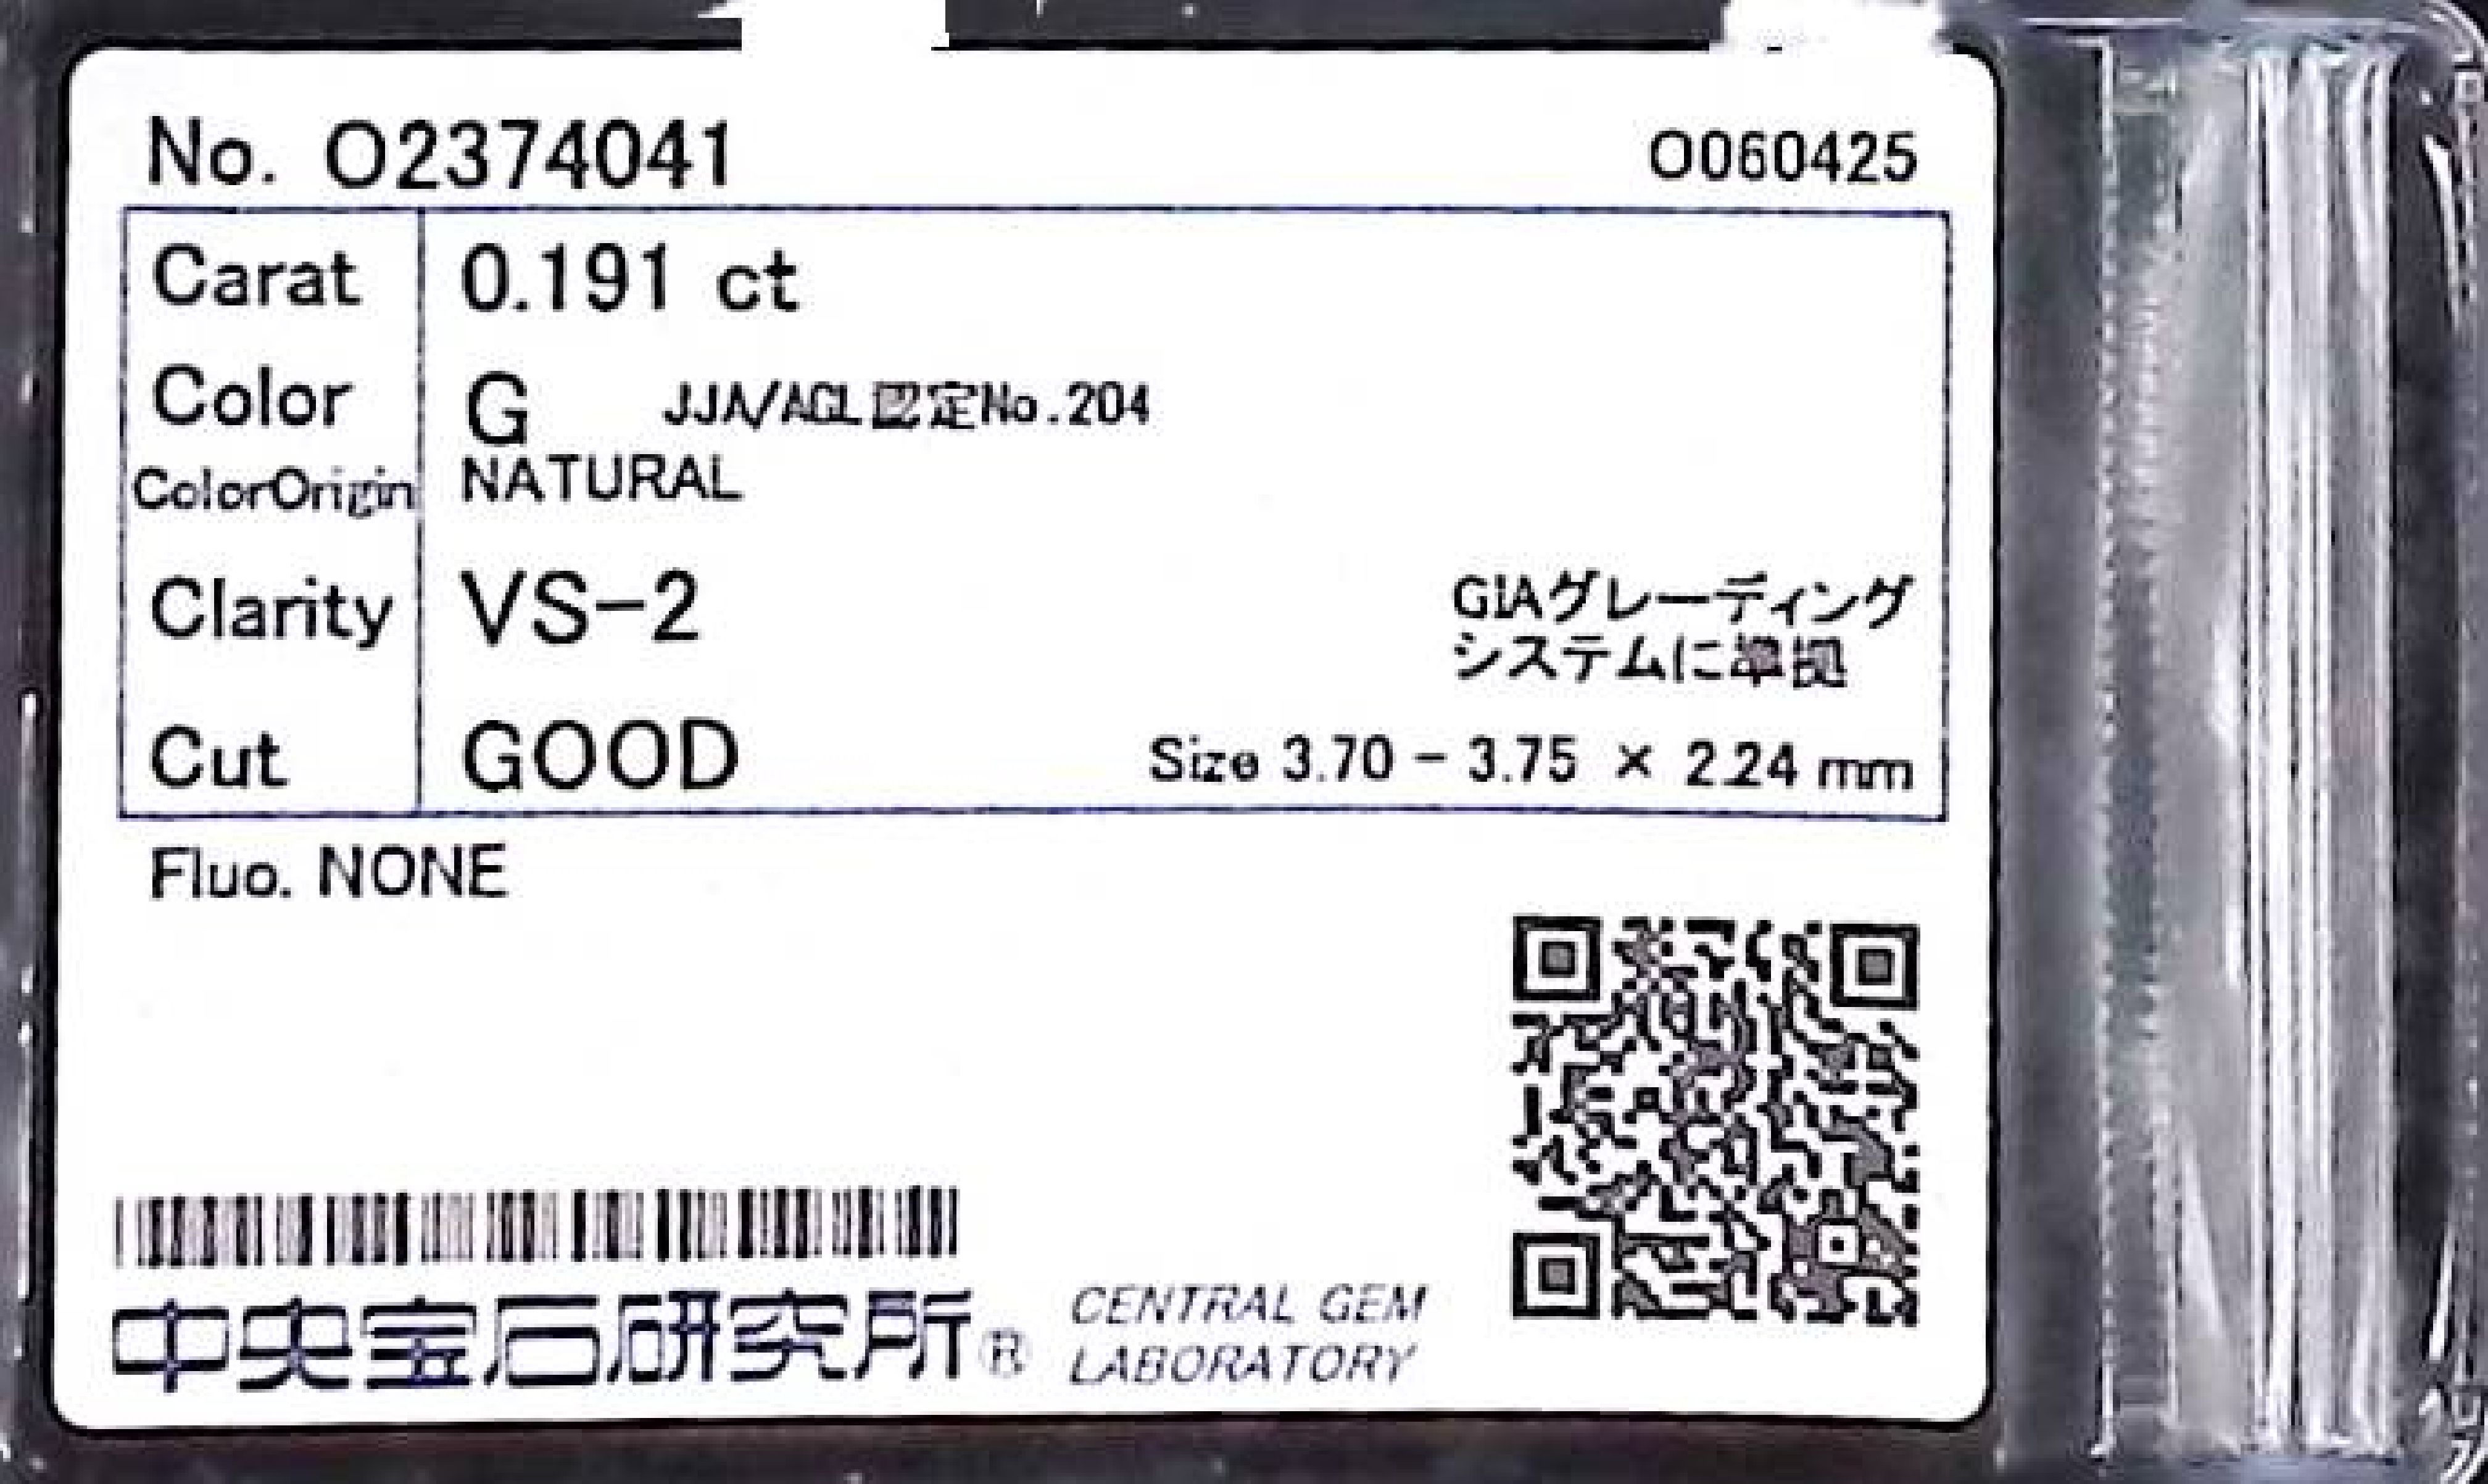 No. O2374041
O060425
Carat 0.191 ct
Color G JJA/AGL認定No.204
ColorOrigin NATURAL
Clarity VS-2
GIAグレーディング
システムに準拠
Cut GOOD
Size 3.70 - 3.75 × 2.24 mm
Fluo. NONE
中央宝石研究所® CENTRAL GEM
LABORATORY